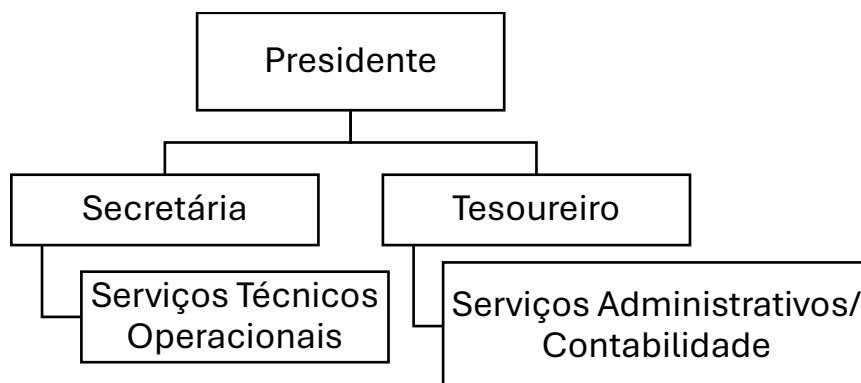 Presidente
Secretária
Tesoureiro
Serviços Técnicos
Operacionais
Serviços Administrativos/
Contabilidade